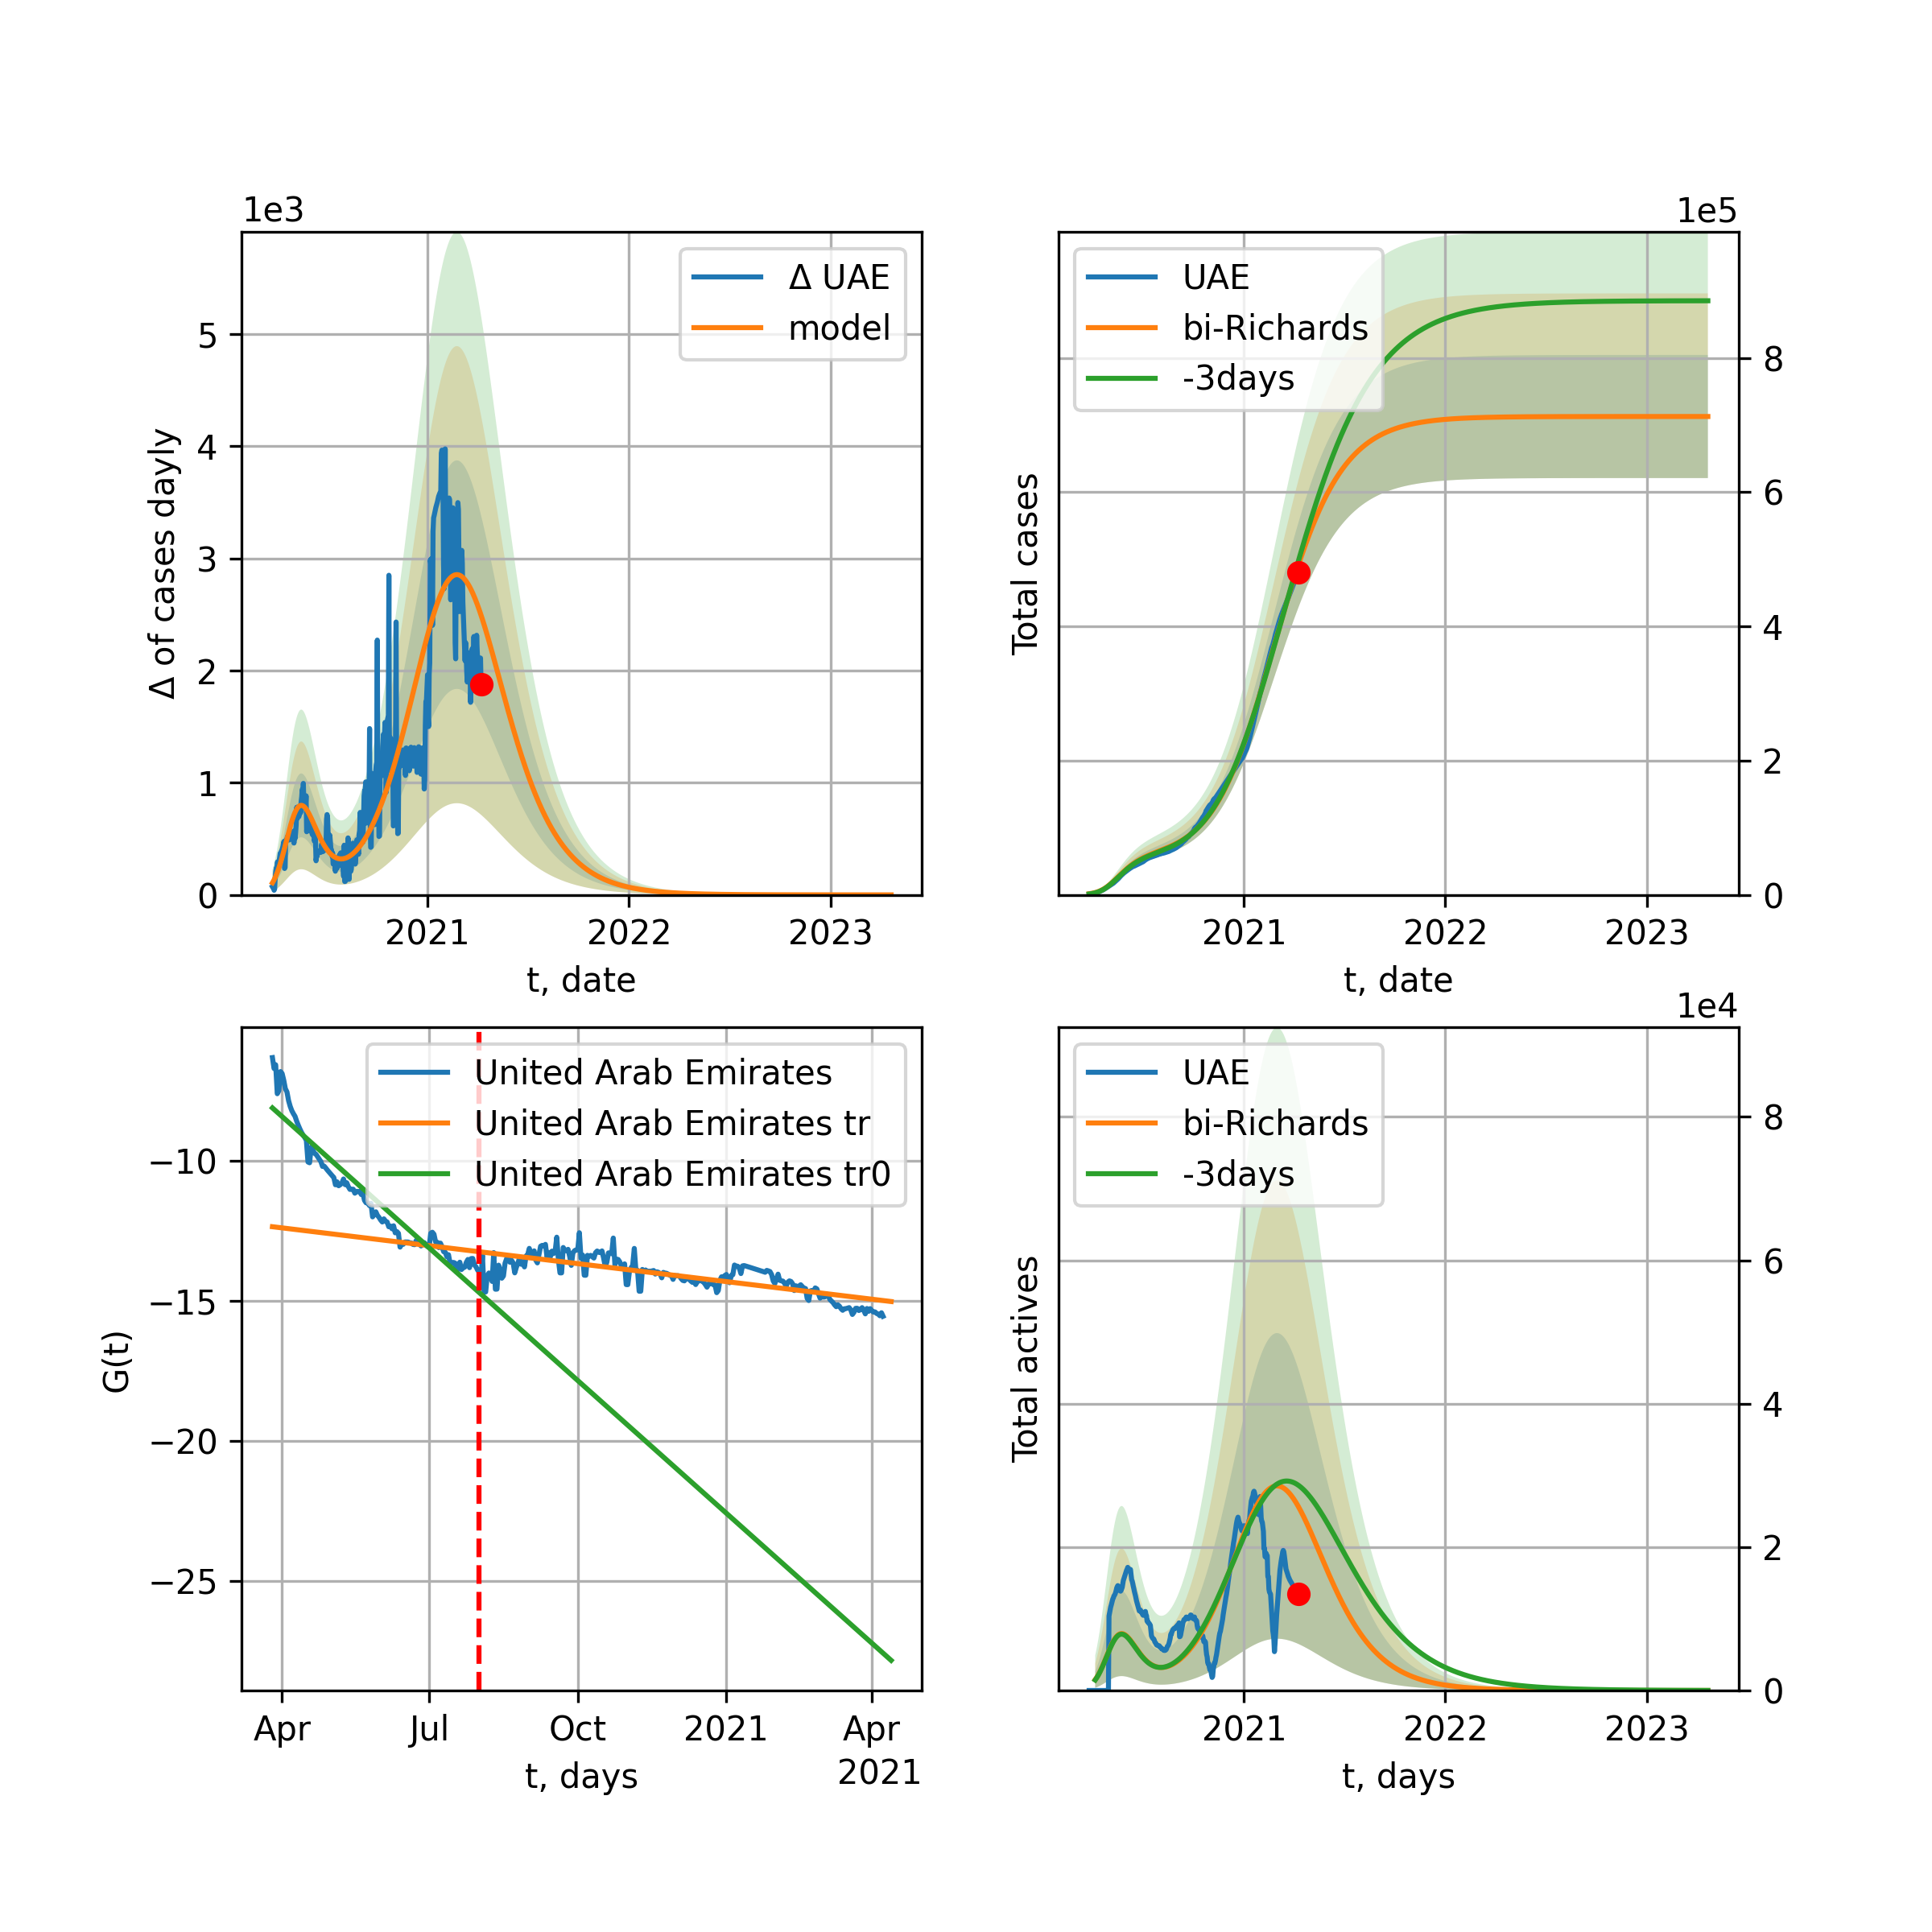 1e3
Δ UAE
model
5
4
3
2
1
0
Δ of cases dayly
2021 2022 2023
t, date
1e5
UAE
bi-Richards
-3days
8
6
4
2
0
Total cases
2021 2022 2023
t, date
United Arab Emirates
United Arab Emirates tr
United Arab Emirates tr0
−10
−15
−20
−25
G(t)
Apr Jul Oct 2021 Apr
2021
t, days
1e4
UAE
bi-Richards
-3days
8
6
4
2
0
Total actives
2021 2022 2023
t, days